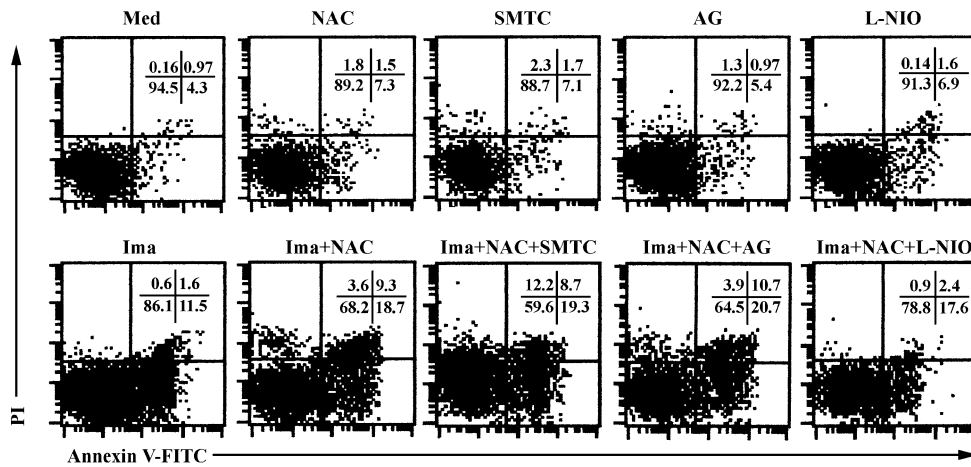 Med NAC SMTC AG L-NIO
0.16 0.97 1.8 1.5 2.3 1.7 1.3 0.97 0.14 1.6
94.5 4.3 89.2 7.3 88.7 7.1 92.2 5.4 91.3 6.9
Ima Ima+NAC Ima+NAC+SMTC Ima+NAC+AG Ima+NAC+L-NIO
0.6 1.6 3.6 9.3 12.2 8.7 3.9 10.7 0.9 2.4
86.1 11.5 68.2 18.7 59.6 19.3 64.5 20.7 78.8 17.6
PI
Annexin V-FITC